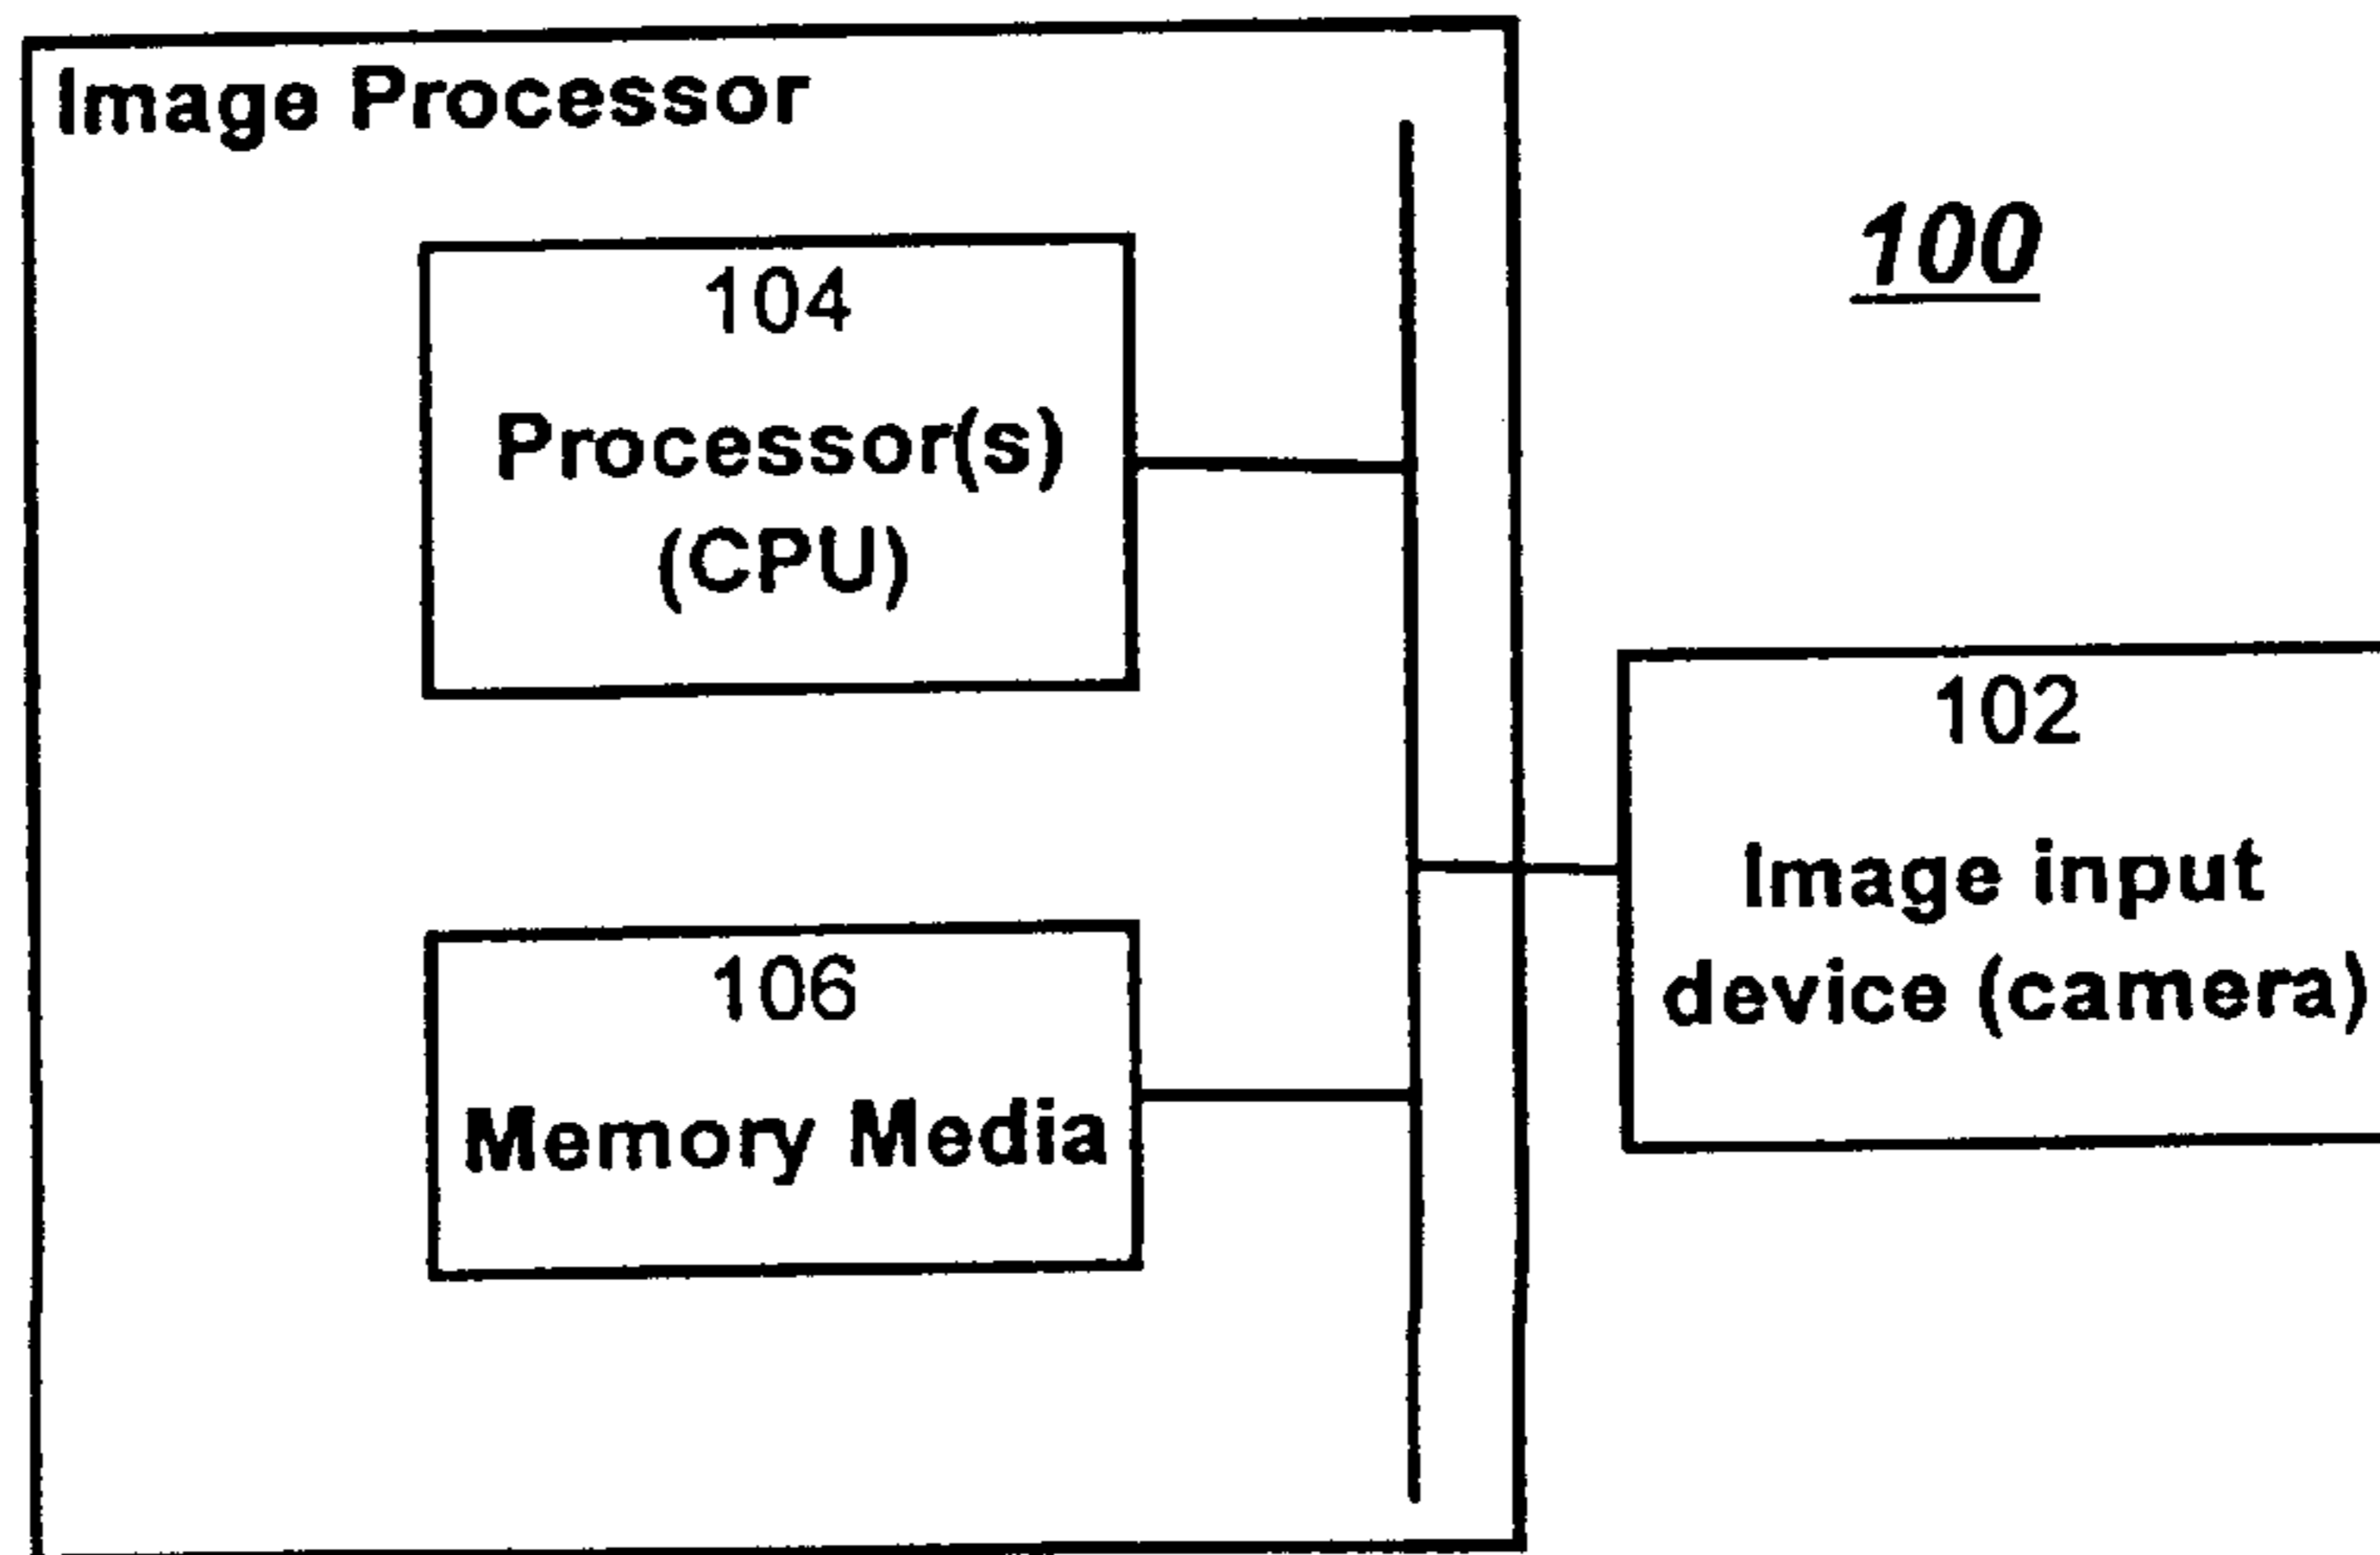 Image Processor
100
104
Processor(s)
(CPU)
102
Image input
device (camera)
106
Memory Media